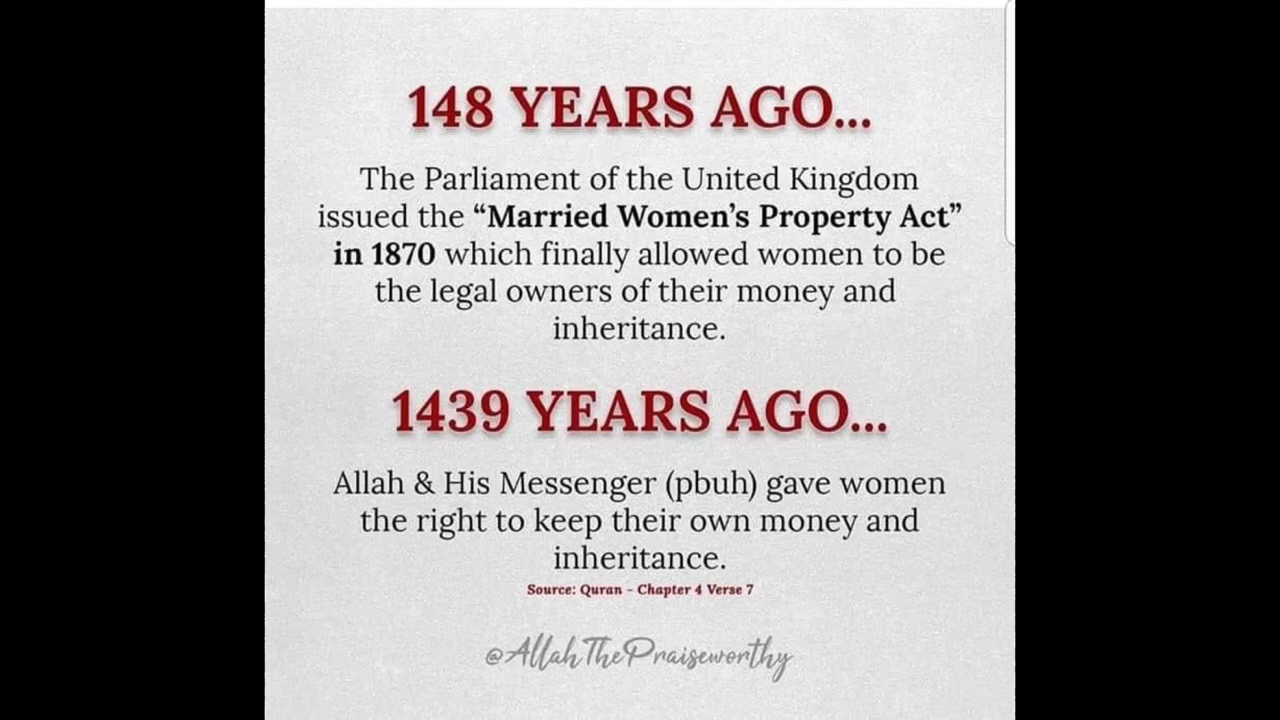 148 YEARS AGO...
The Parliament of the United Kingdom
issued the “Married Women’s Property Act”
in 1870 which finally allowed women to be
the legal owners of their money and
inheritance.
1439 YEARS AGO...
Allah & His Messenger (pbuh) gave women
the right to keep their own money and
inheritance.
Source: Quran - Chapter 4 Verse 7
@AllahThePraiseworthy